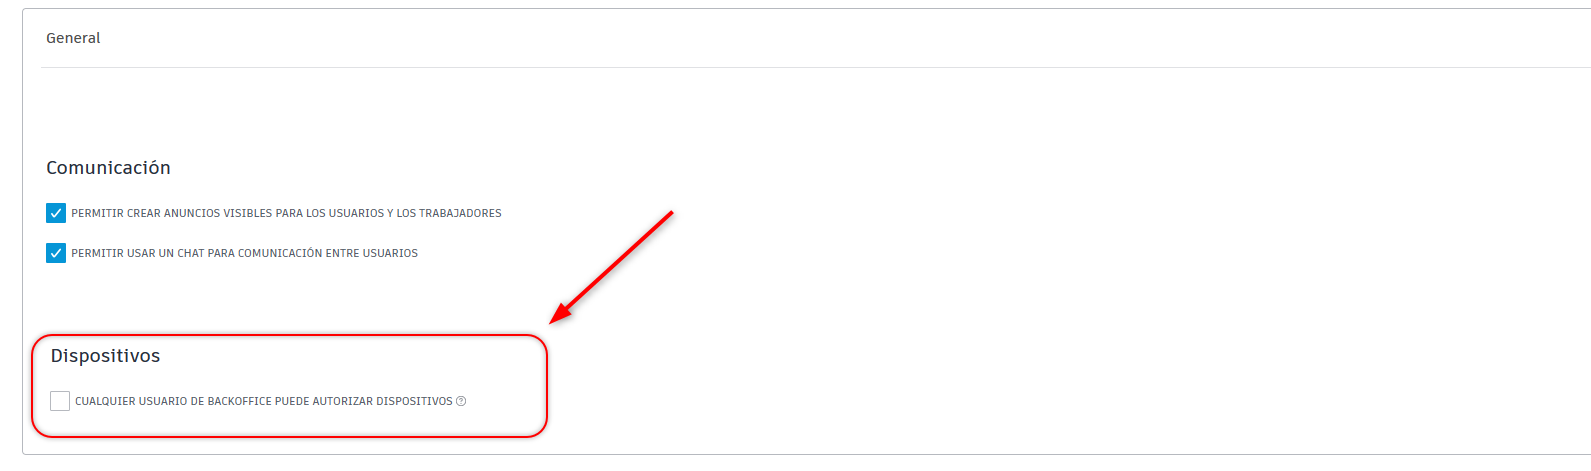 General
Comunicación
PERMITIR CREAR ANUNCIOS VISIBLES PARA LOS USUARIOS Y LOS TRABAJADORES
PERMITIR USAR UN CHAT PARA COMUNICACIÓN ENTRE USUARIOS
Dispositivos
CUALQUIER USUARIO DE BACKOFFICE PUEDE AUTORIZAR DISPOSITIVOS ?